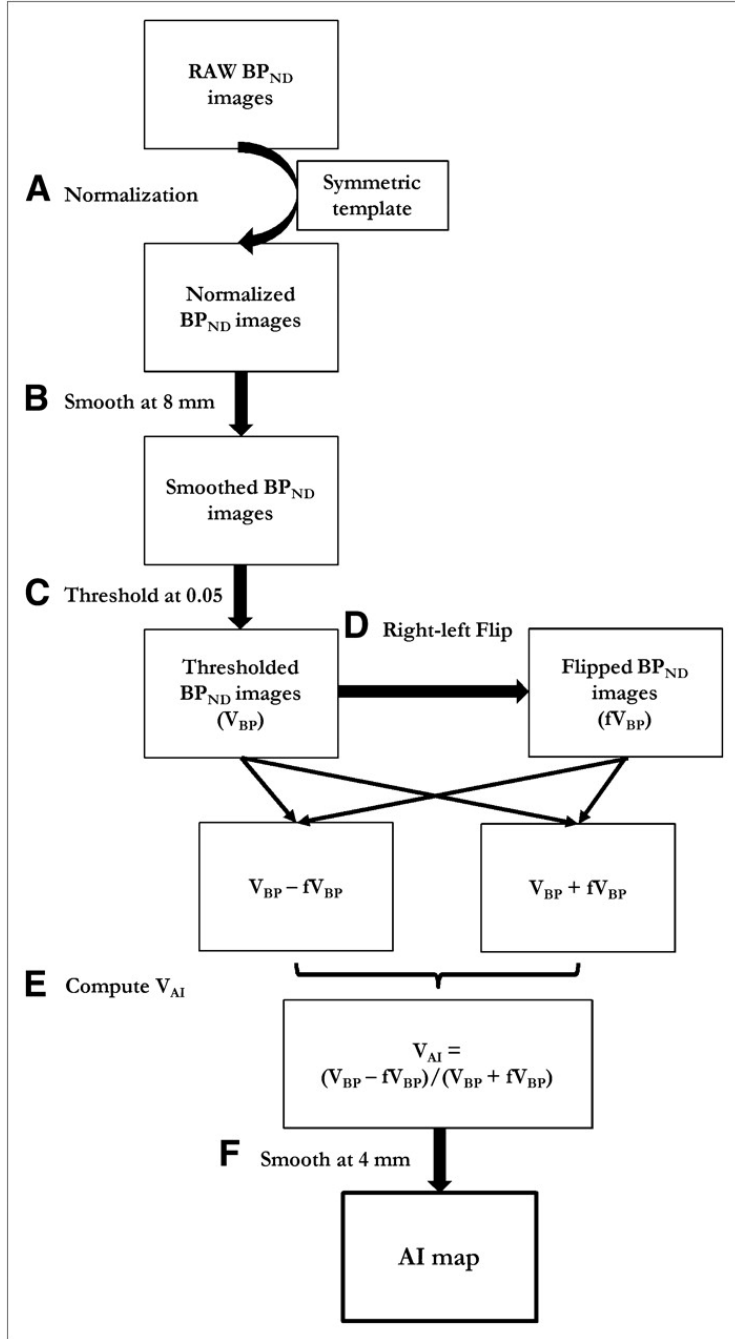 RAW BP_ND
images
A Normalization
Symmetric
template
Normalized
BP_ND images
B Smooth at 8 mm
Smoothed BP_ND
images
C Threshold at 0.05
D Right-left Flip
Thresholded
BP_ND images
(V_BP)
Flipped BP_ND
images
(fV_BP)
V_BP – fV_BP
V_BP + fV_BP
E Compute V_AI
V_AI =
(V_BP – fV_BP)/(V_BP + fV_BP)
F Smooth at 4 mm
AI map